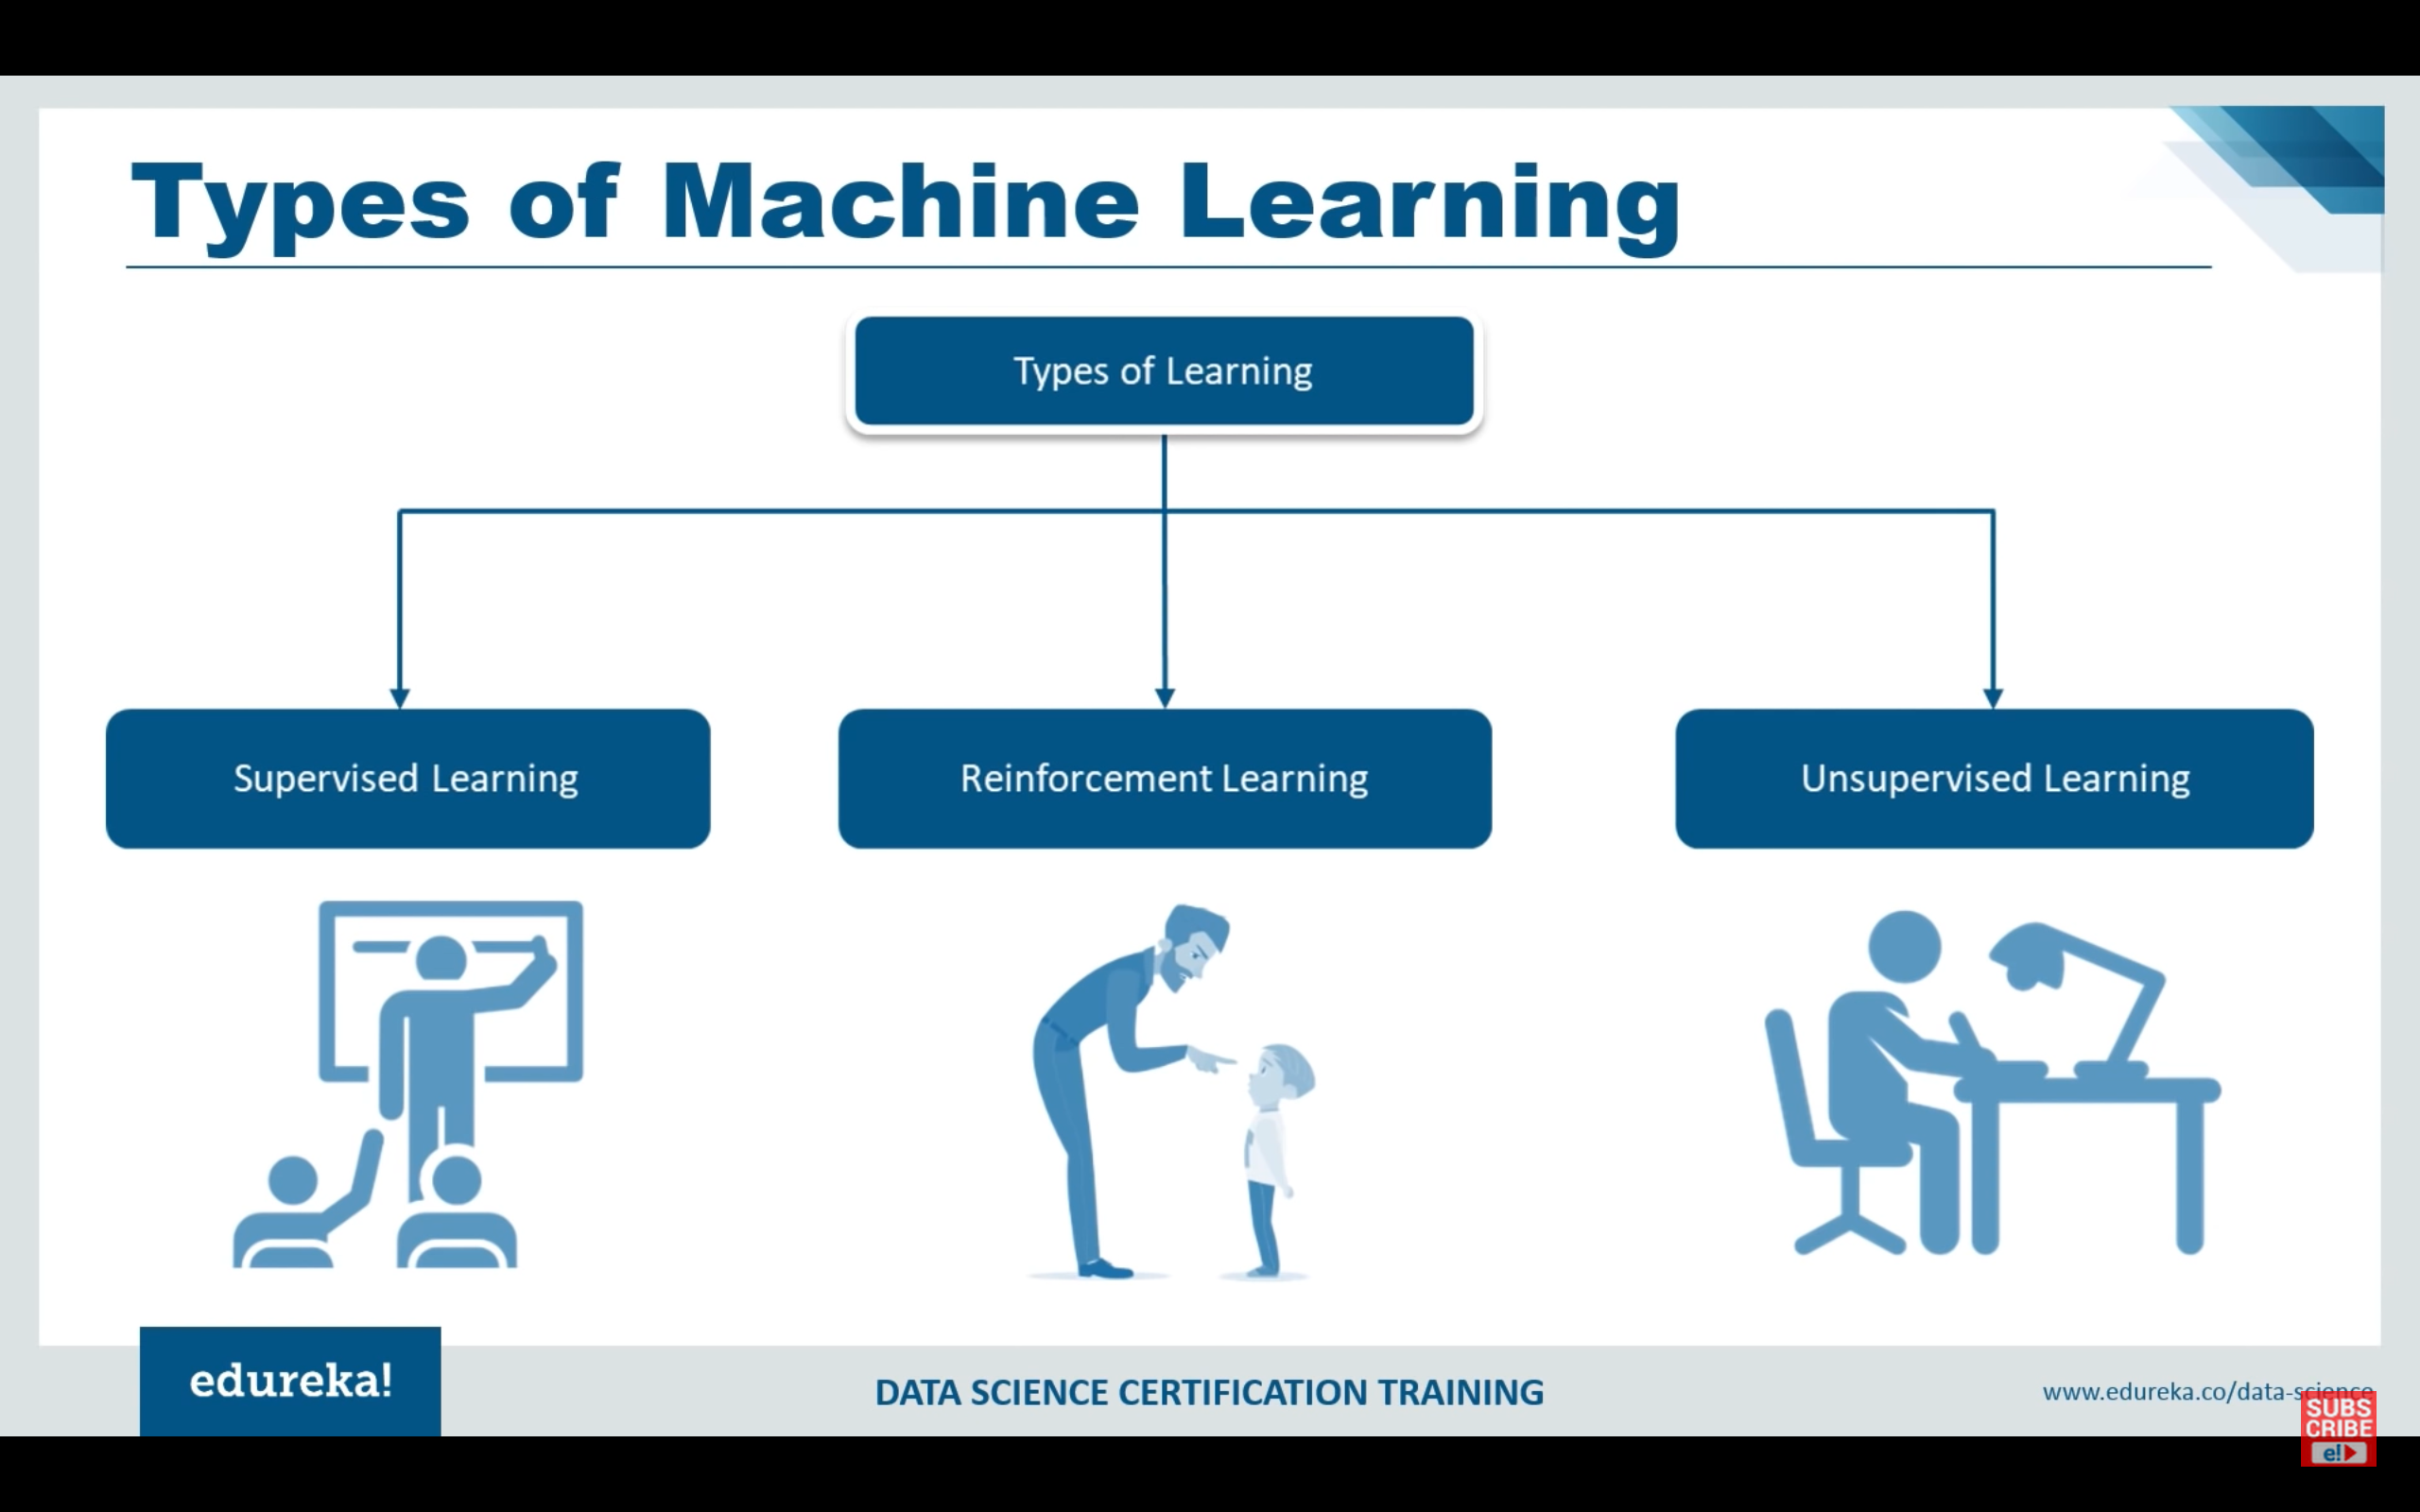 Types of Machine Learning
Types of Learning
Supervised Learning
Reinforcement Learning
Unsupervised Learning
edureka!
DATA SCIENCE CERTIFICATION TRAINING
www.edureka.co/data-science
SUBS
CRIBE
e!